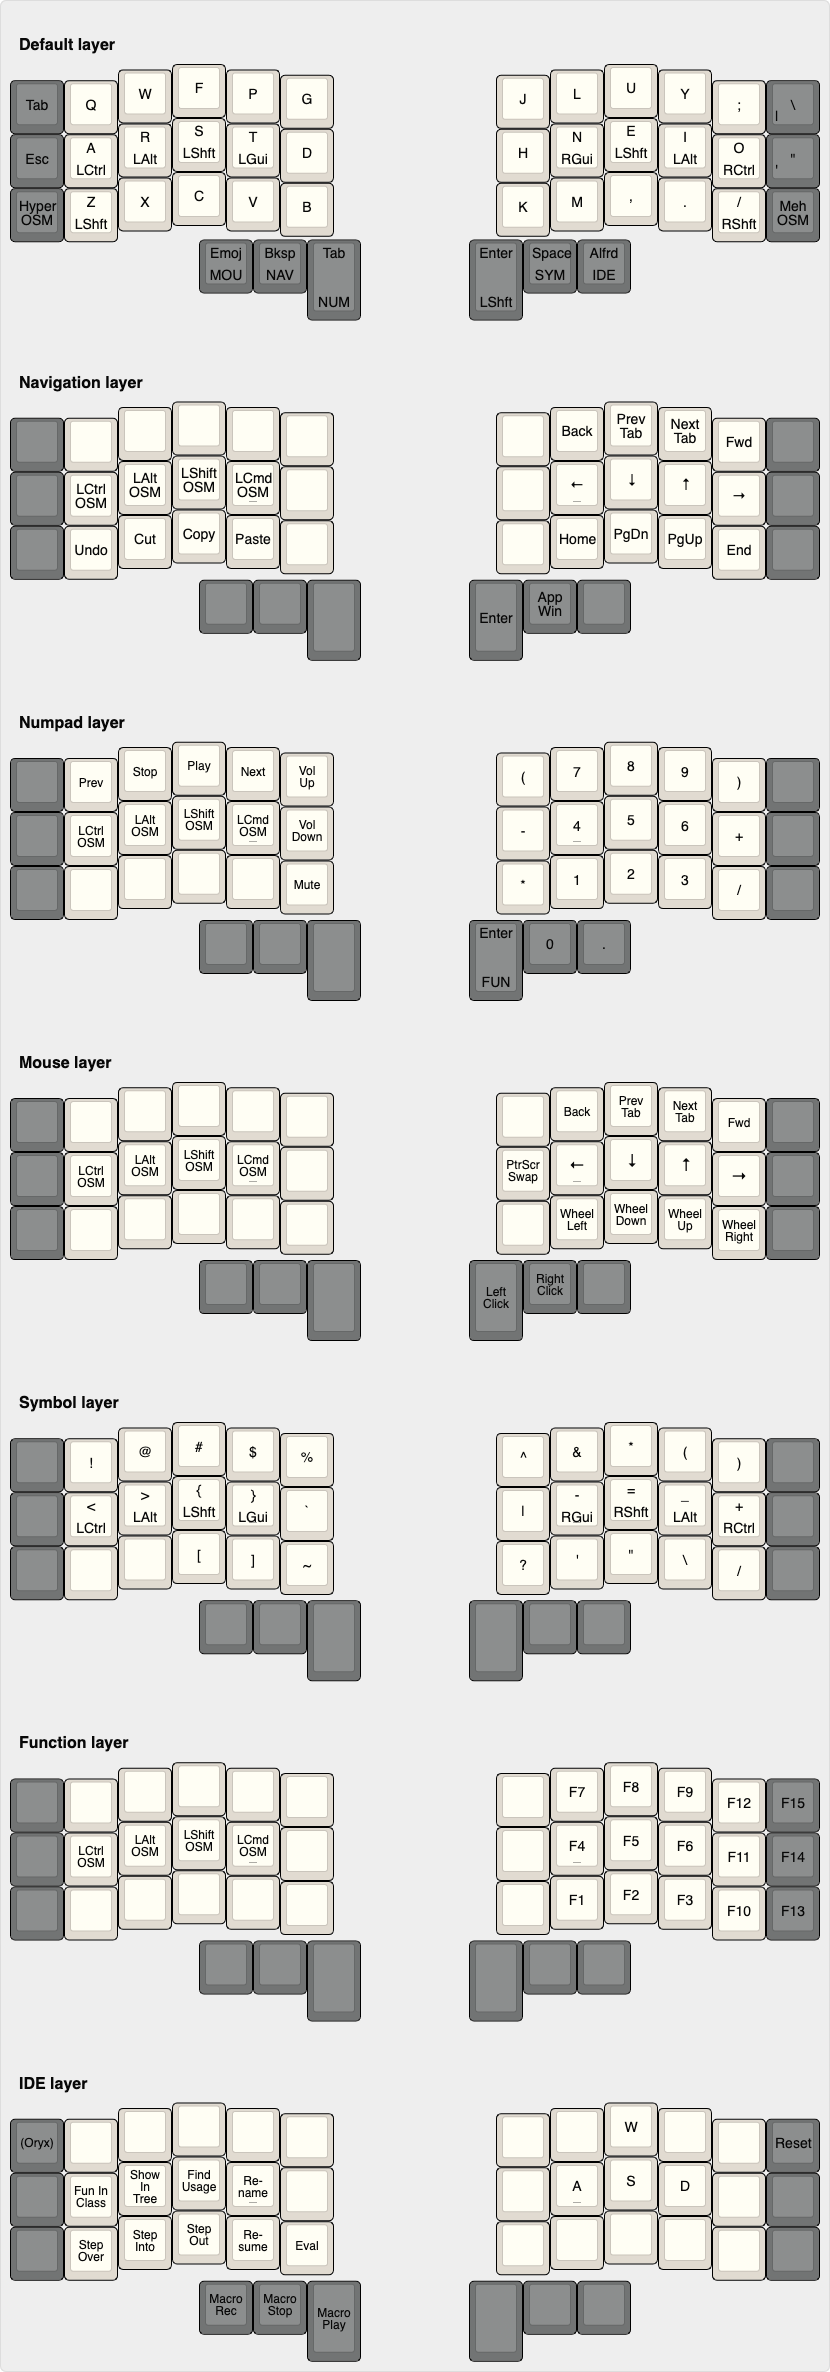 Default layer
Tab Q W F P G J L U Y ; \ |
Esc A LCtrl R LAlt S LShft T LGui D H N RGui E LShft I LAlt O RCtrl " '
Hyper OSM Z LShft X C V B K M , . / RShft Meh OSM
Emoj MOU Bksp NAV Tab NUM Enter LShft Space SYM Alfrd IDE
Navigation layer
Back Prev Tab Next Tab Fwd
LCtrl OSM LAlt OSM LShift OSM LCmd OSM _ ← _ ↓ ↑ →
Undo Cut Copy Paste Home PgDn PgUp End
Enter App Win
Numpad layer
Prev Stop Play Next Vol Up ( 7 8 9 )
LCtrl OSM LAlt OSM LShift OSM LCmd OSM _ Vol Down - 4 _ 5 6 +
Mute * 1 2 3 /
Enter FUN 0 .
Mouse layer
Back Prev Tab Next Tab Fwd
LCtrl OSM LAlt OSM LShift OSM LCmd OSM _ PtrScr Swap ← _ ↓ ↑ →
Wheel Left Wheel Down Wheel Up Wheel Right
Left Click Right Click
Symbol layer
! @ # $ % ^ & * ( )
< LCtrl > LAlt { LShft } LGui ` | - RGui = RShft _ LAlt + RCtrl
[ ] ~ ? ' " \ /
Function layer
F7 F8 F9 F12 F15
LCtrl OSM LAlt OSM LShift OSM LCmd OSM _ F4 _ F5 F6 F11 F14
F1 F2 F3 F10 F13
IDE layer
(Oryx) W Reset
Fun In Class Show In Tree Find Usage Re- name _ A _ S D
Step Over Step Into Step Out Re- sume Eval
Macro Rec Macro Stop Macro Play